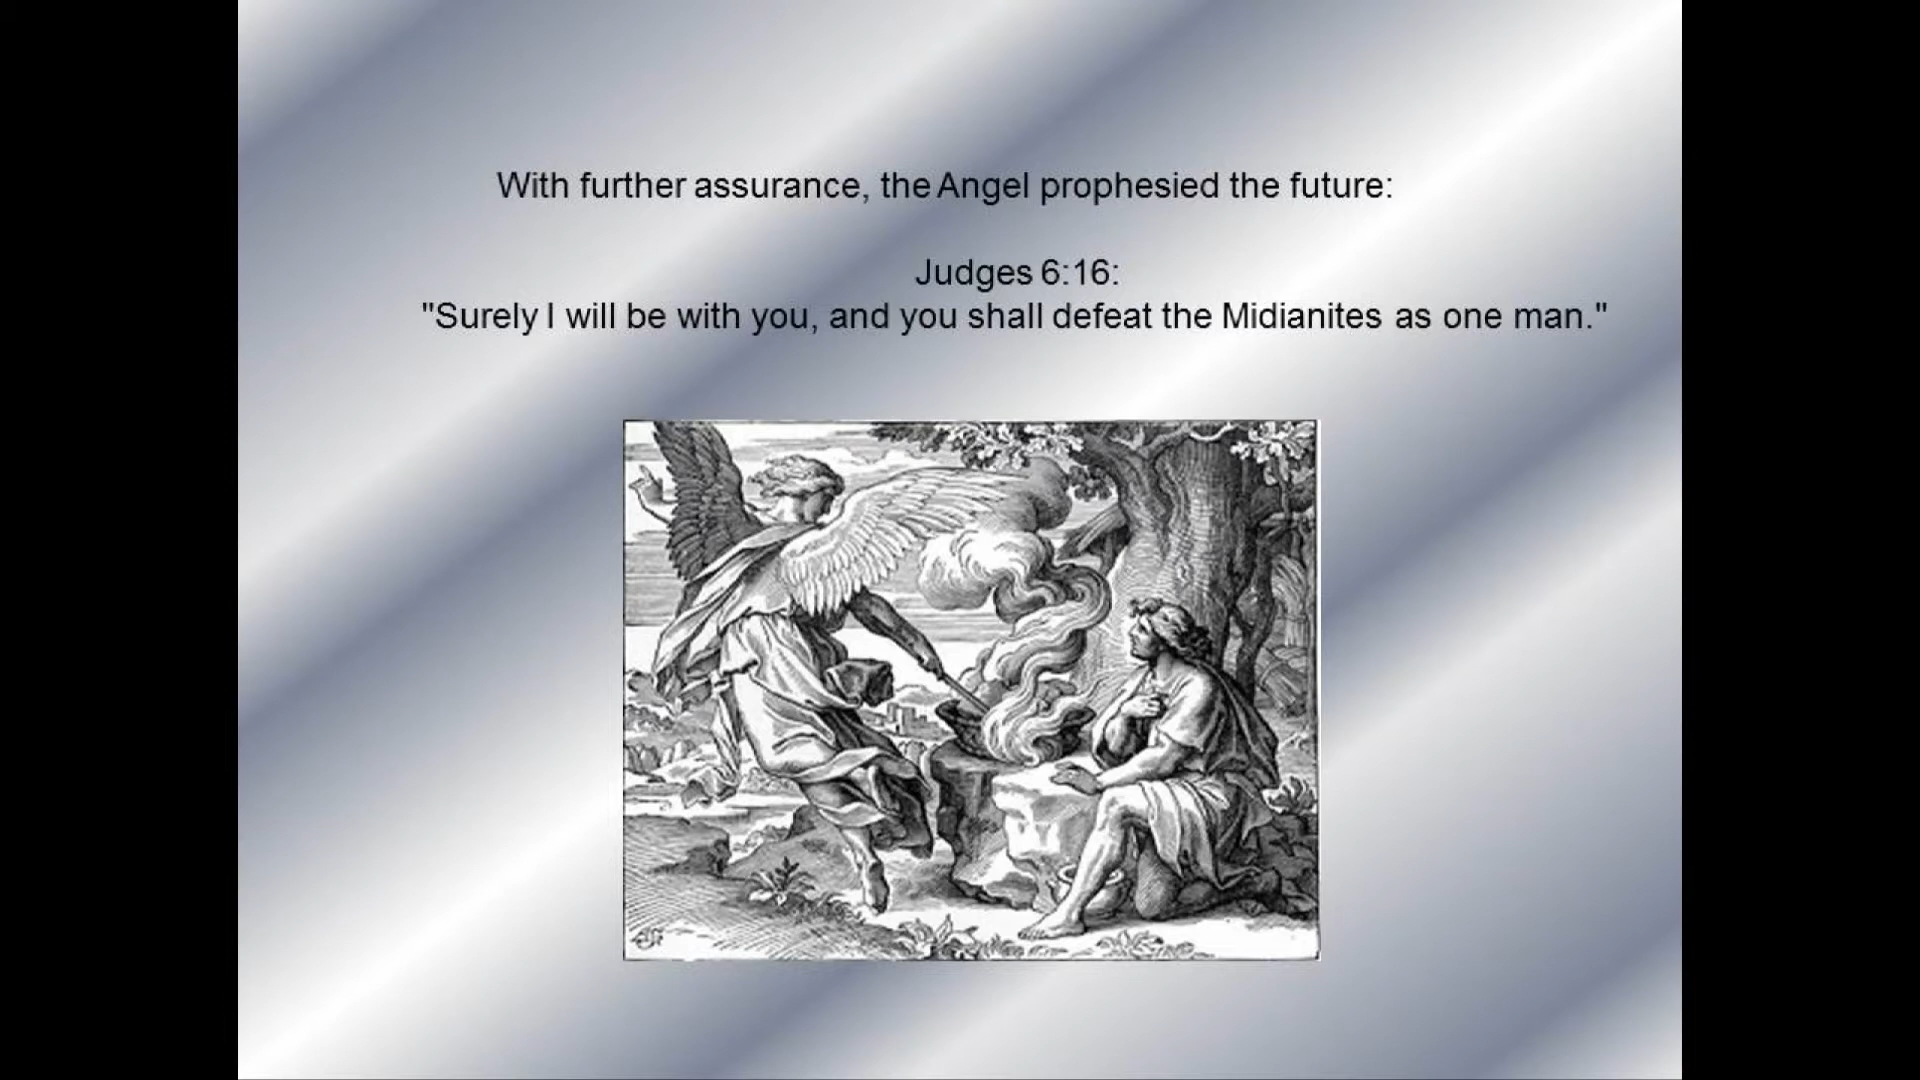 With further assurance, the Angel prophesied the future:
Judges 6:16:
"Surely I will be with you, and you shall defeat the Midianites as one man."